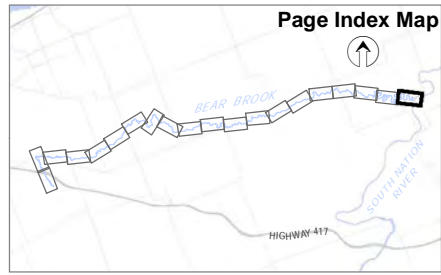 Page Index Map
BEAR BROOK
SOUTH NATION
RIVER
HIGHWAY 417